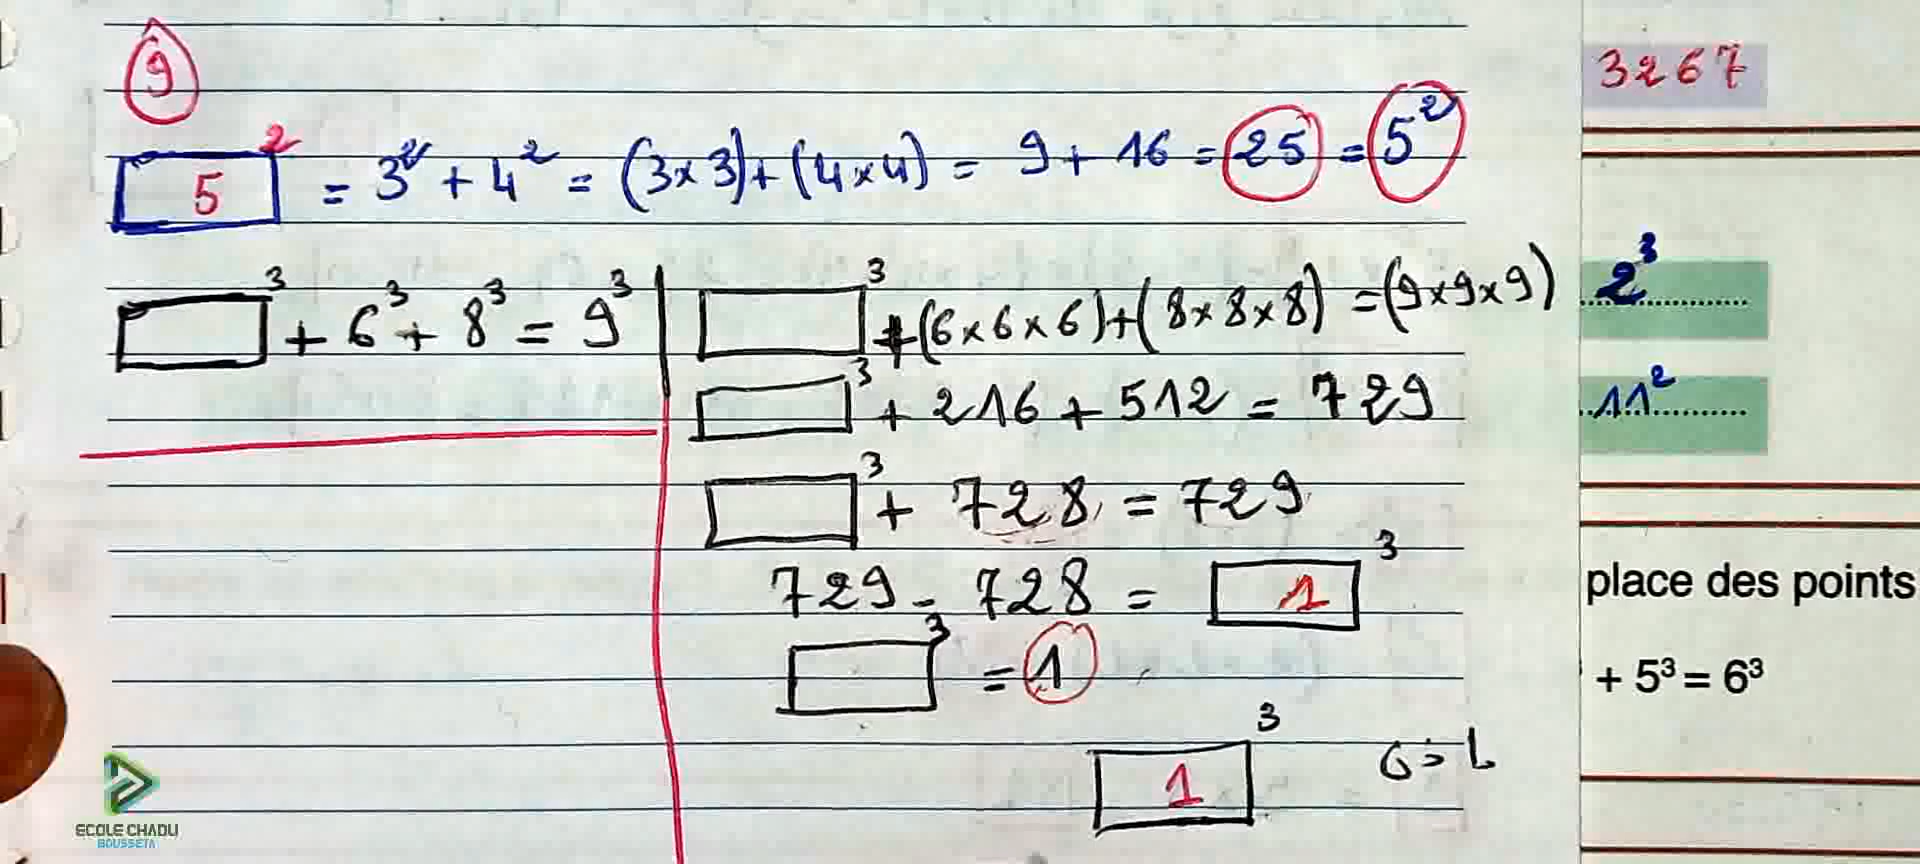 9
5² = 3² + 4² = (3×3)+(4×4) = 9 + 16 = 25 = 5²
□³ + 6³ + 8³ = 9³
□³ +(6×6×6)+(8×8×8) =(9×9×9)
□³ + 216 + 512 = 729
□³ + 728 = 729
729 - 728 = 1³
□³ = 1
1³
3267
2³
11²
place des points
+ 5³ = 6³
ECOLE CHADLI
BOUSSETA